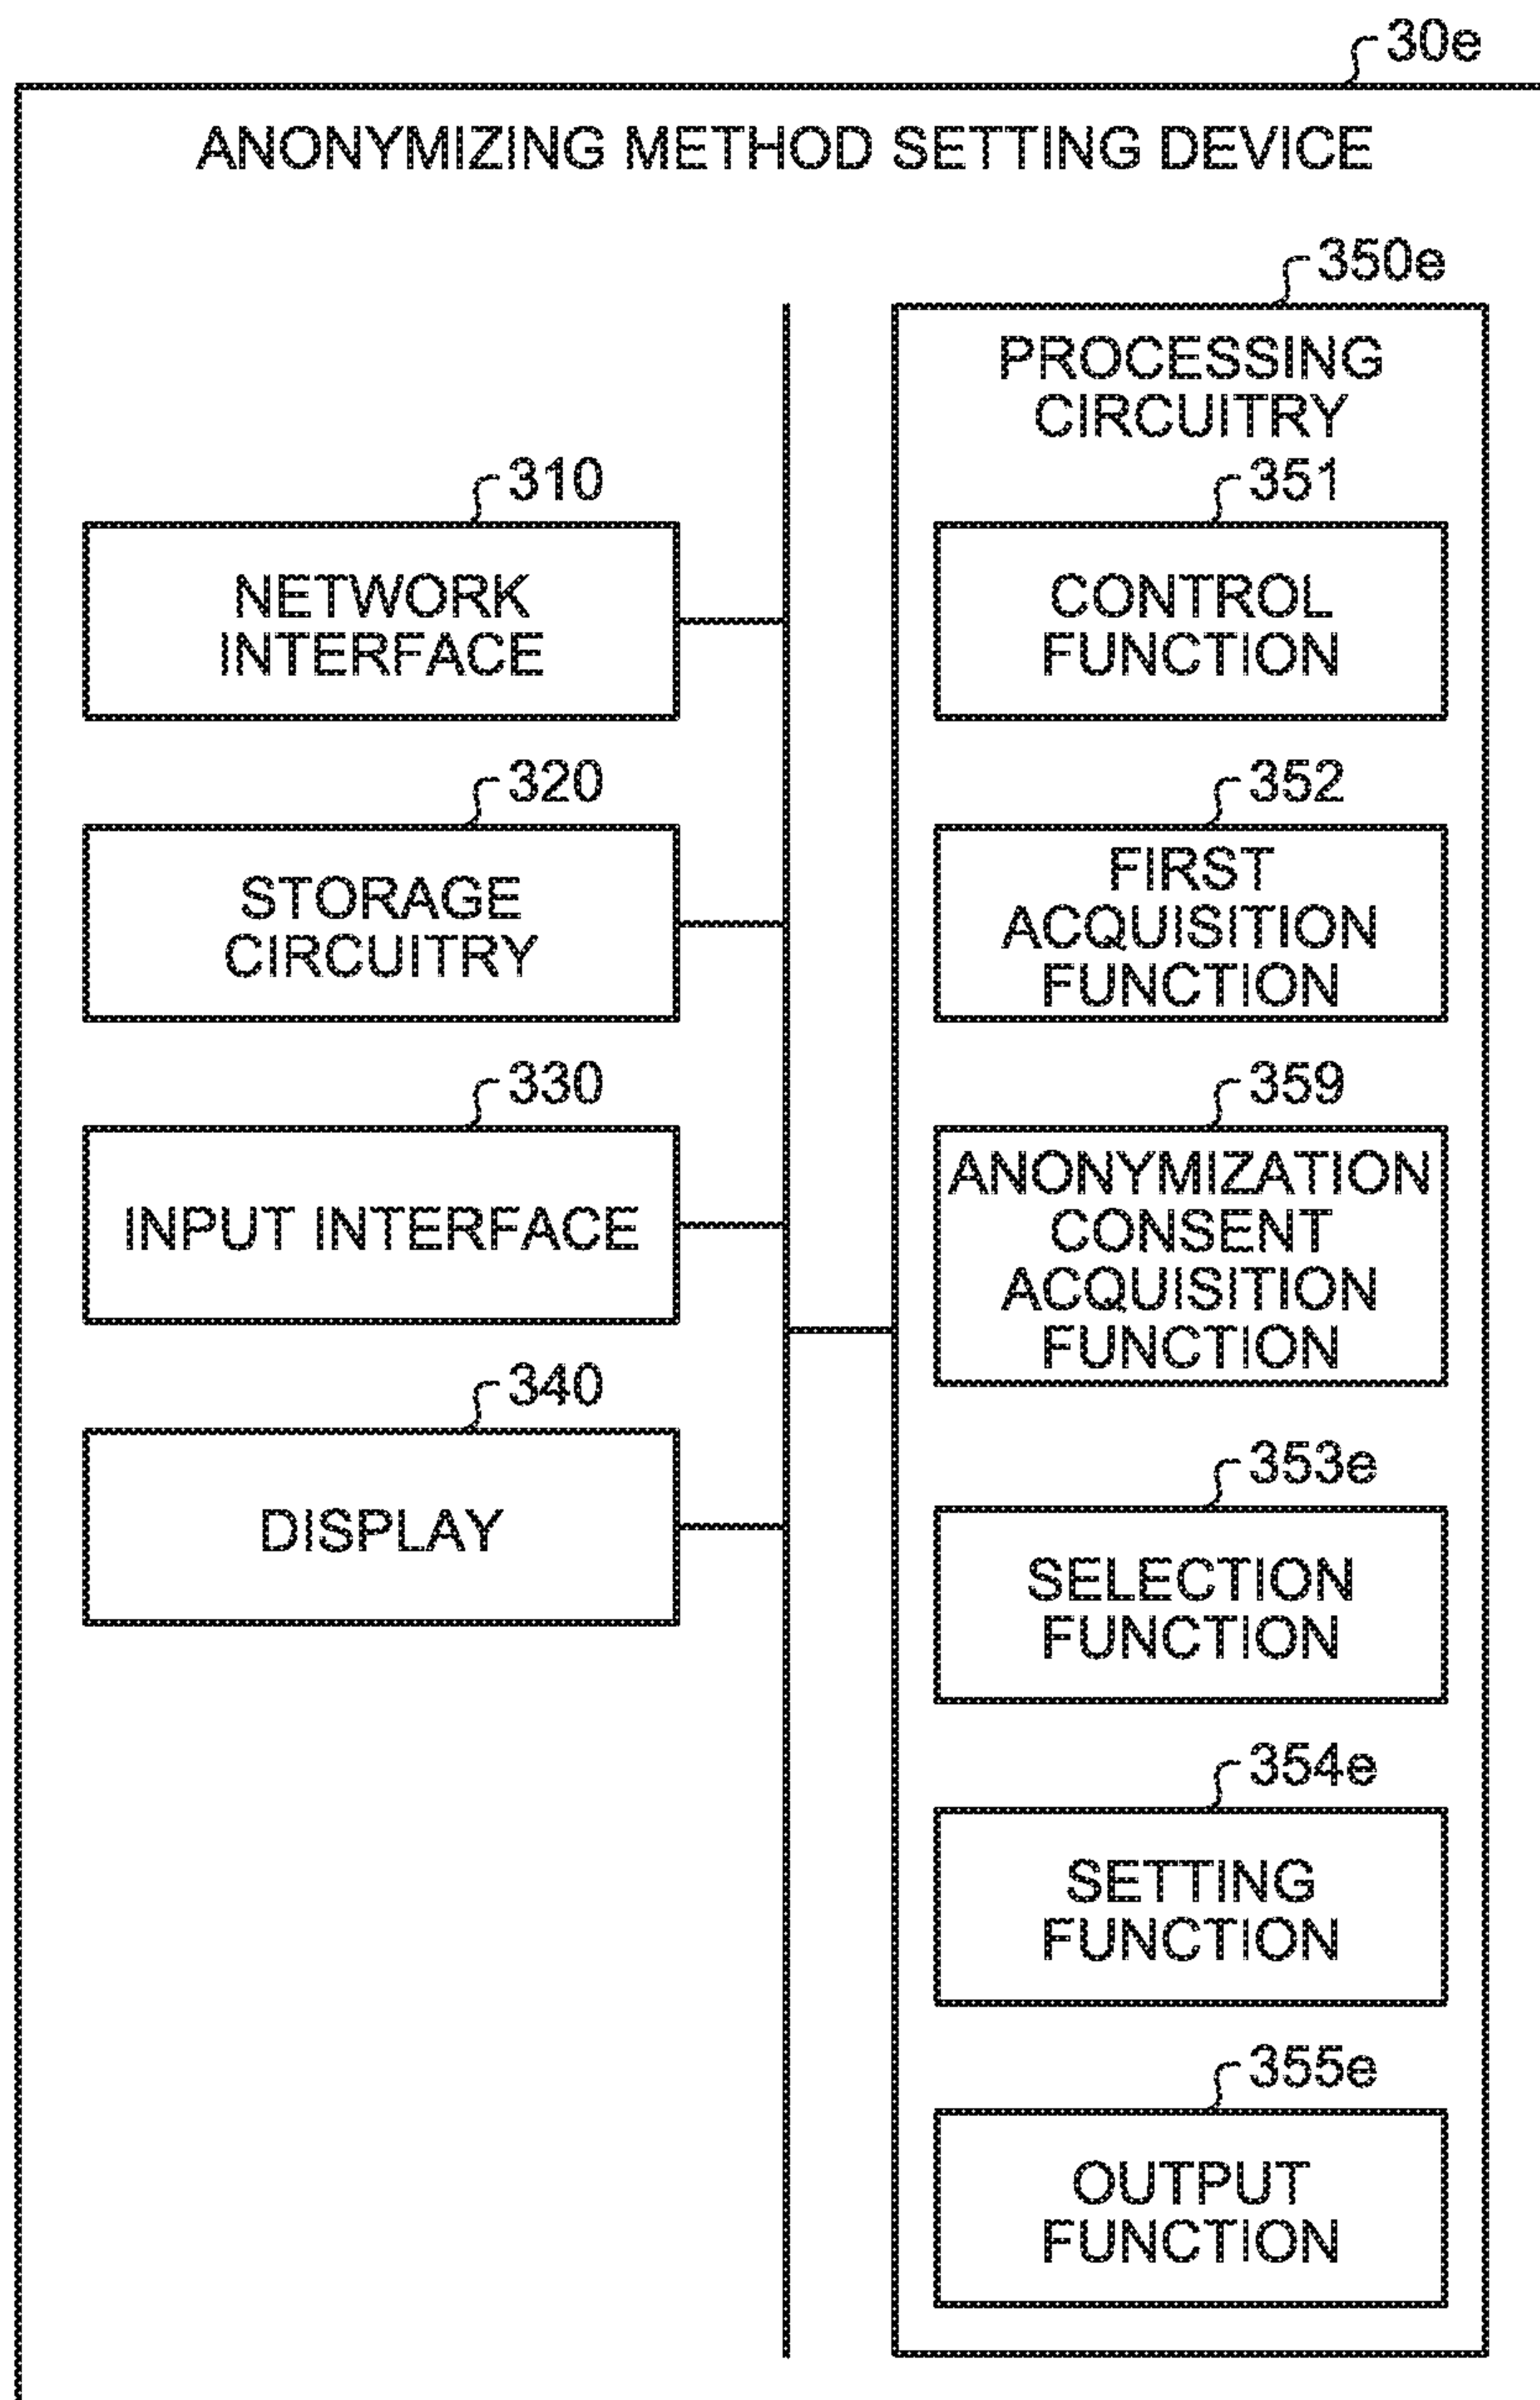 30e
ANONYMIZING METHOD SETTING DEVICE
350e
PROCESSING
CIRCUITRY
310
NETWORK
INTERFACE
320
STORAGE
CIRCUITRY
330
INPUT INTERFACE
340
DISPLAY
351
CONTROL
FUNCTION
352
FIRST
ACQUISITION
FUNCTION
359
ANONYMIZATION
CONSENT
ACQUISITION
FUNCTION
353e
SELECTION
FUNCTION
354e
SETTING
FUNCTION
355e
OUTPUT
FUNCTION